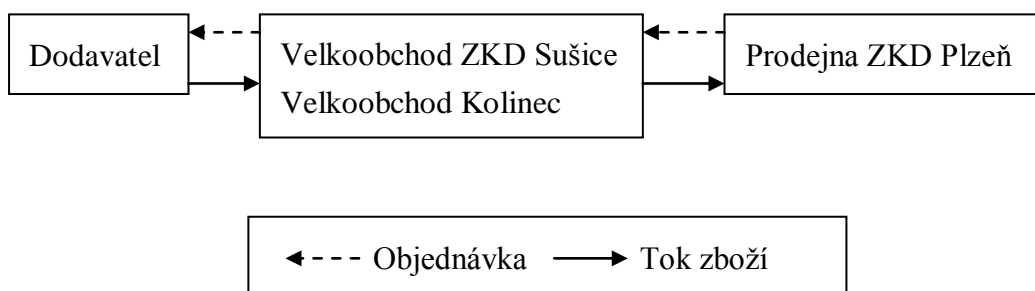 Dodavatel
Velkoobchod ZKD Sušice
Velkoobchod Kolinec
Prodejna ZKD Plzeň
Objednávka
Tok zboží